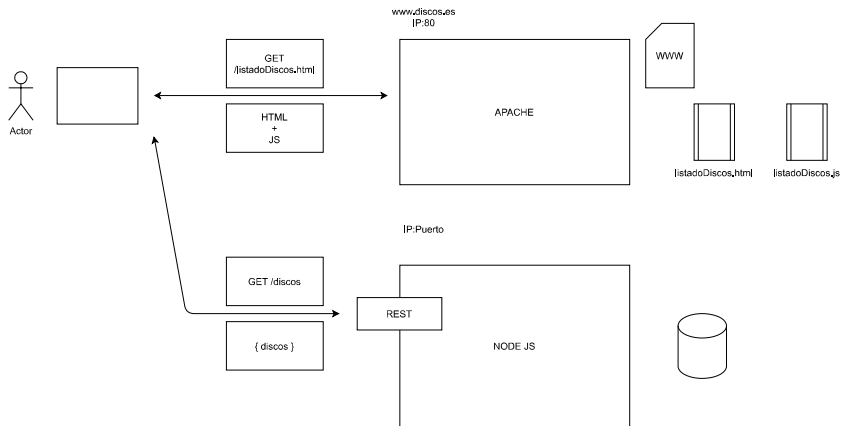 www.discos.es
IP:80
GET
/listadoDiscos.html
WWW
Actor
HTML
+
JS
APACHE
listadoDiscos.html
listadoDiscos.js
IP:Puerto
GET /discos
REST
{ discos }
NODE JS